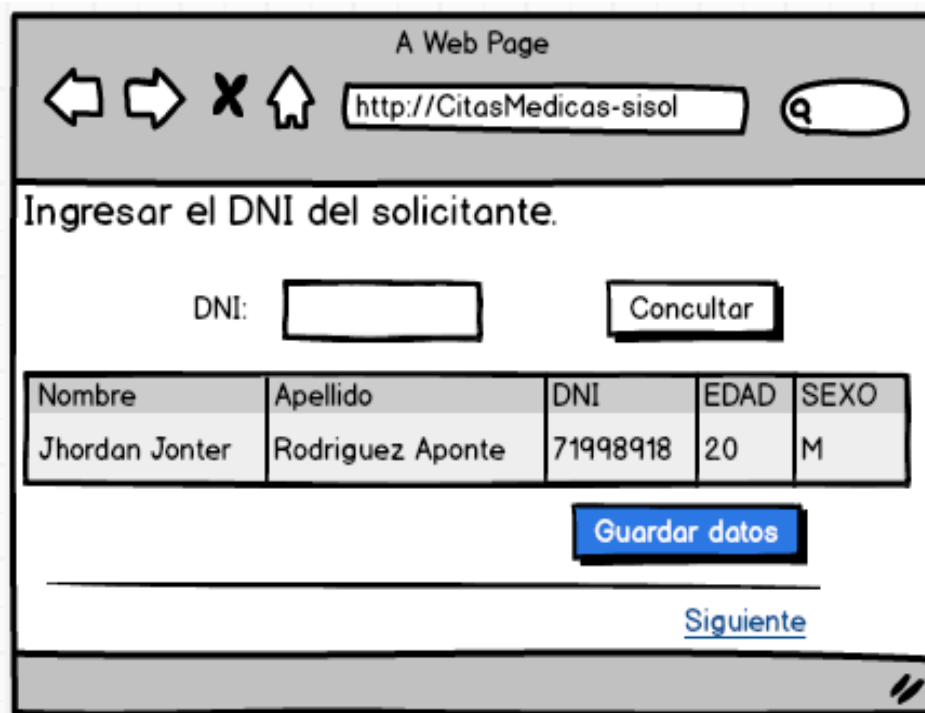 A Web Page
http://CitasMedicas-sisol
Ingresar el DNI del solicitante.
DNI: Concultar
Nombre Apellido DNI EDAD SEXO
Jhordan Jonter Rodriguez Aponte 71998918 20 M
Guardar datos
Siguiente